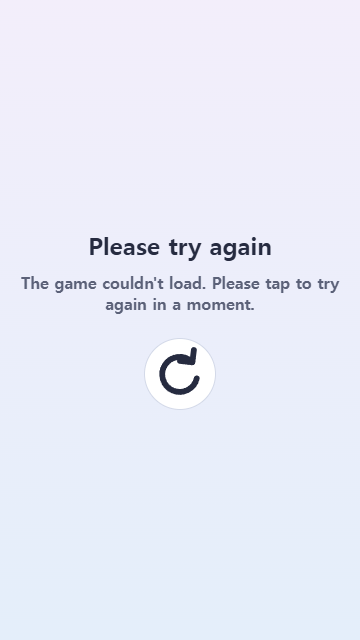 Please try again
The game couldn't load. Please tap to try
again in a moment.